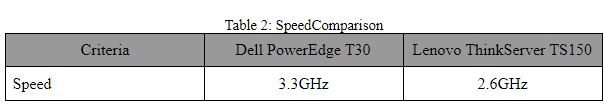 Table 2: SpeedComparison
Criteria Dell PowerEdge T30 Lenovo ThinkServer TS150
Speed 3.3GHz 2.6GHz